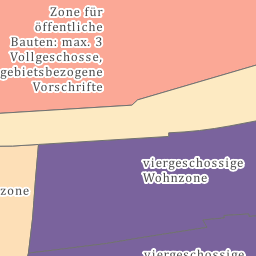 Zone für
öffentliche
Bauten: max. 3
Vollgeschosse,
gebietsbezogene
Vorschrifte
viergeschossige
Wohnzone
zone
viergeschossige